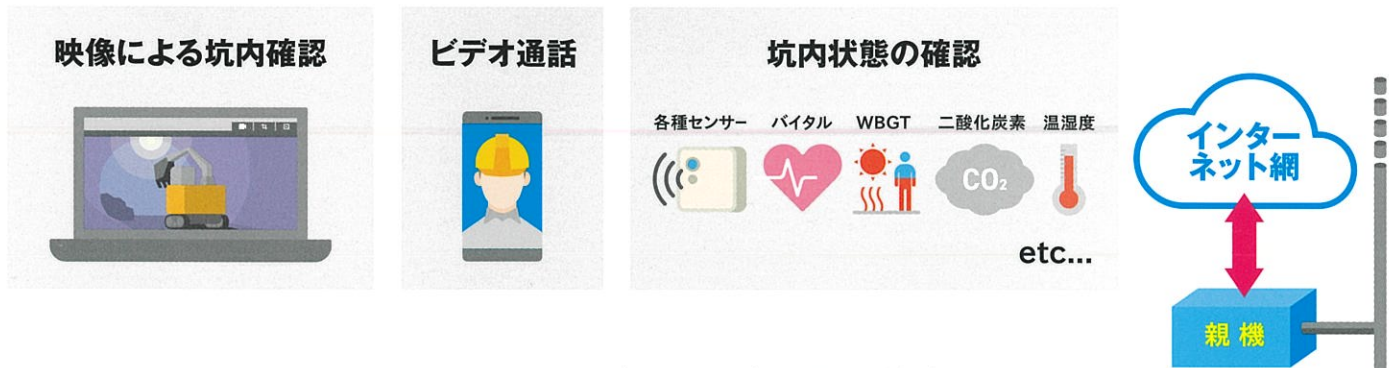 映像による坑内確認
ビデオ通話
坑内状態の確認
各種センサー
バイタル
WBGT
二酸化炭素
温湿度
CO₂
etc...
インター
ネット網
親機